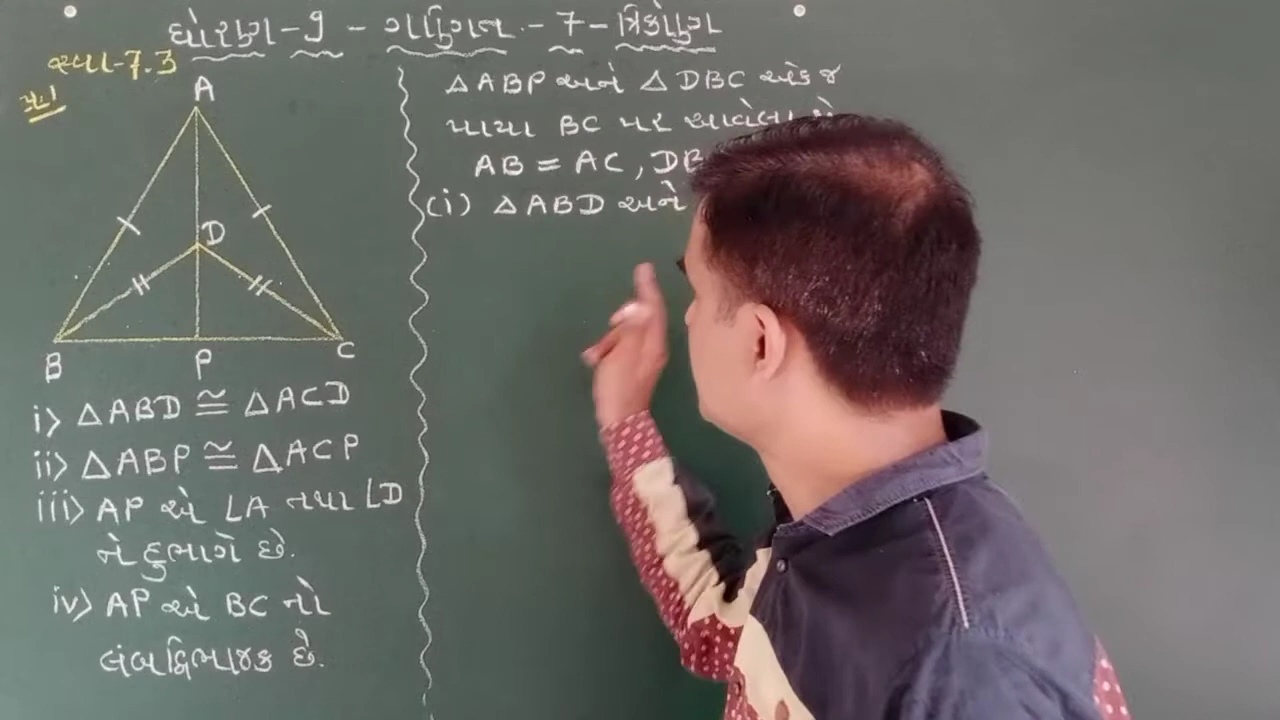 ધોરણ - 9 - ગણિત - 7 - ત્રિકોણ
સ્વા-7.3
A
D
B
P
C
i> △ABD ≅ △ACD
ii> △ABP ≅ △ACP
iii> AP એ ∠A તથા ∠D
ને દુભાગે છે.
iv> AP એ BC નો
લંબદ્વિભાજક છે.
△ABP અને △DBC એક જ
પાયા BC પર આવેલા
AB = AC, DB
(i) △ABD અને